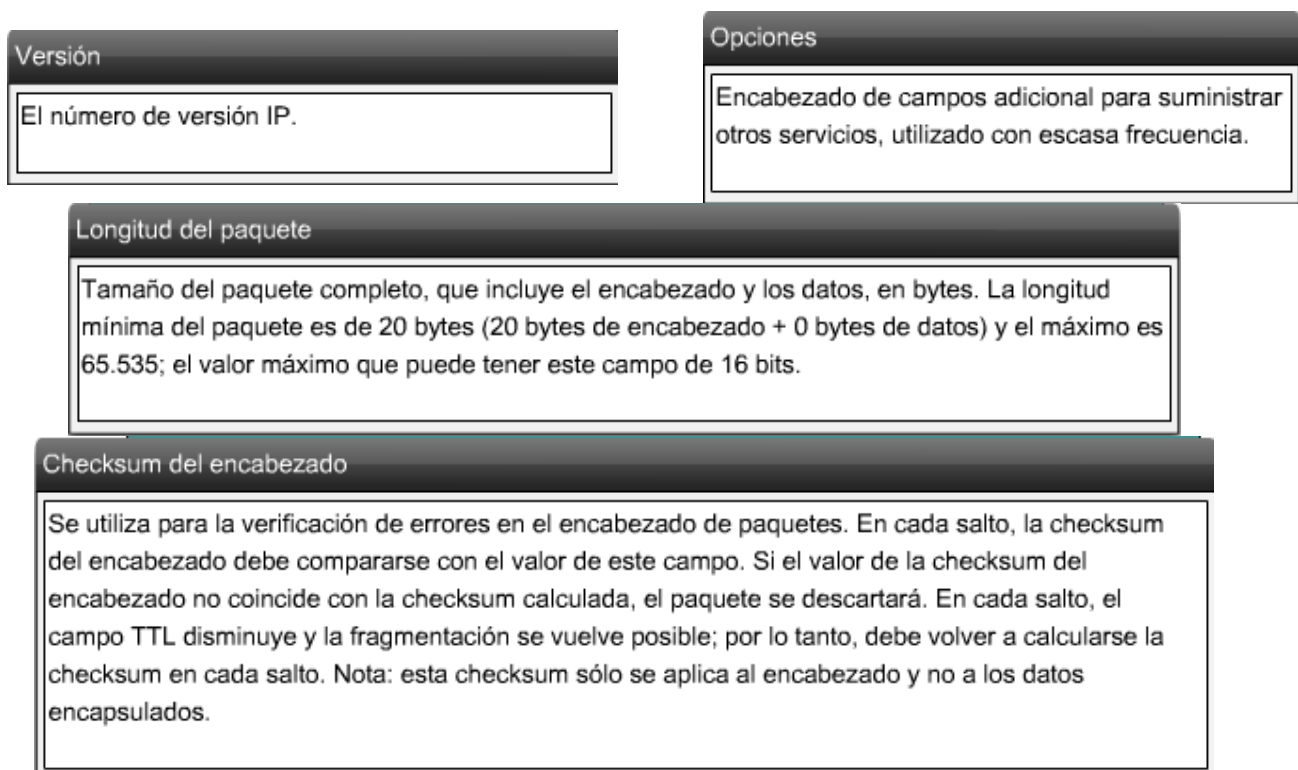 Versión
El número de versión IP.
Opciones
Encabezado de campos adicional para suministrar
otros servicios, utilizado con escasa frecuencia.
Longitud del paquete
Tamaño del paquete completo, que incluye el encabezado y los datos, en bytes. La longitud
mínima del paquete es de 20 bytes (20 bytes de encabezado + 0 bytes de datos) y el máximo es
65.535; el valor máximo que puede tener este campo de 16 bits.
Checksum del encabezado
Se utiliza para la verificación de errores en el encabezado de paquetes. En cada salto, la checksum
del encabezado debe compararse con el valor de este campo. Si el valor de la checksum del
encabezado no coincide con la checksum calculada, el paquete se descartará. En cada salto, el
campo TTL disminuye y la fragmentación se vuelve posible; por lo tanto, debe volver a calcularse la
checksum en cada salto. Nota: esta checksum sólo se aplica al encabezado y no a los datos
encapsulados.